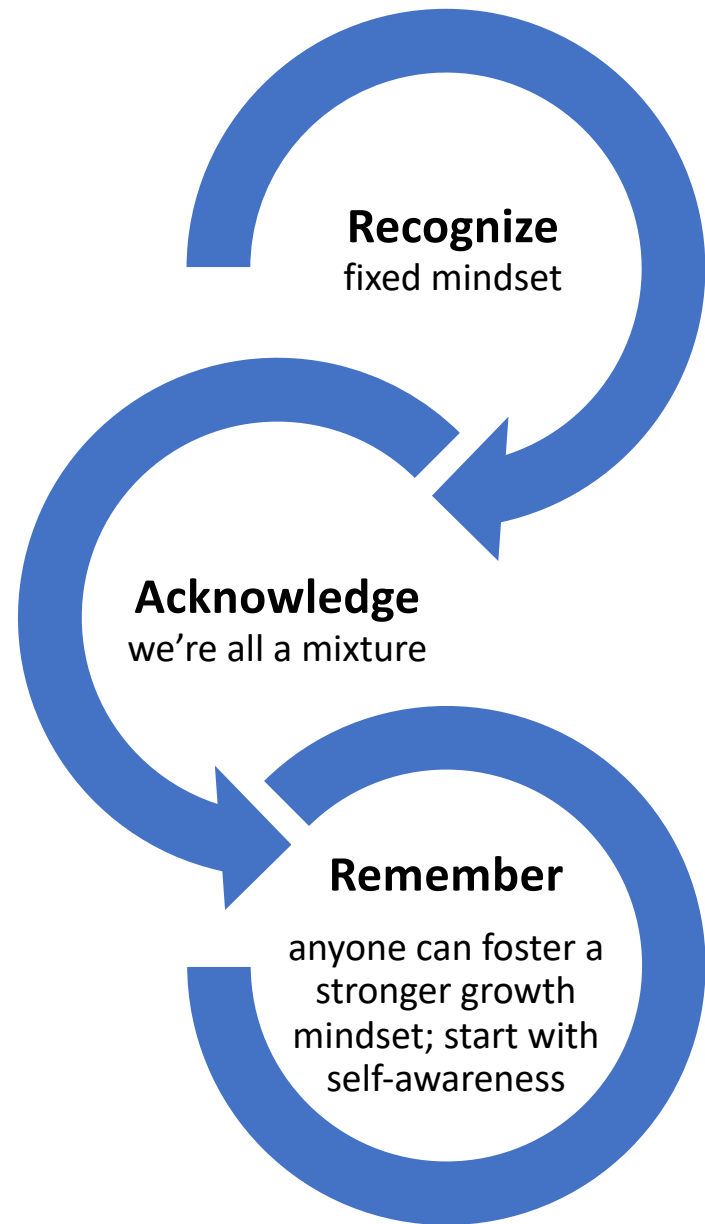 Recognize
fixed mindset
Acknowledge
we’re all a mixture
Remember
anyone can foster a
stronger growth
mindset; start with
self-awareness